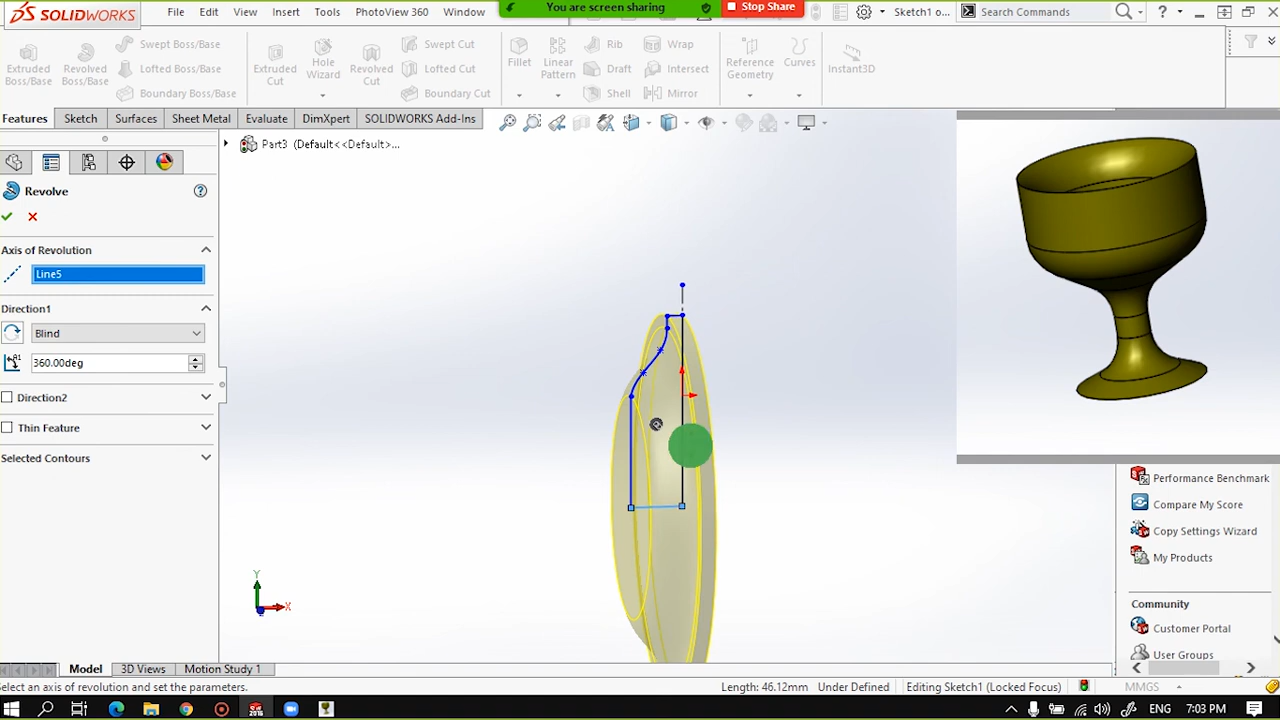 You are screen sharing
Stop Share
SOLIDWORKS
File Edit View Insert Tools PhotoView 360 Window
Sketch1 o...
Search Commands
Extruded Boss/Base
Revolved Boss/Base
Swept Boss/Base
Lofted Boss/Base
Boundary Boss/Base
Extruded Cut
Hole Wizard
Revolved Cut
Swept Cut
Lofted Cut
Boundary Cut
Fillet
Linear Pattern
Rib
Draft
Shell
Wrap
Intersect
Mirror
Reference Geometry
Curves
Instant3D
Features Sketch Surfaces Sheet Metal Evaluate DimXpert SOLIDWORKS Add-Ins
Part3 (Default<<Default>...
Revolve
Axis of Revolution
Line5
Direction1
Blind
360.00deg
Direction2
Thin Feature
Selected Contours
Y
X
Performance Benchmark
Compare My Score
Copy Settings Wizard
My Products
Community
Customer Portal
User Groups
Model 3D Views Motion Study 1
Select an axis of revolution and set the parameters.
Length: 46.12mm Under Defined Editing Sketch1 (Locked Focus)
MMGS
ENG 7:03 PM